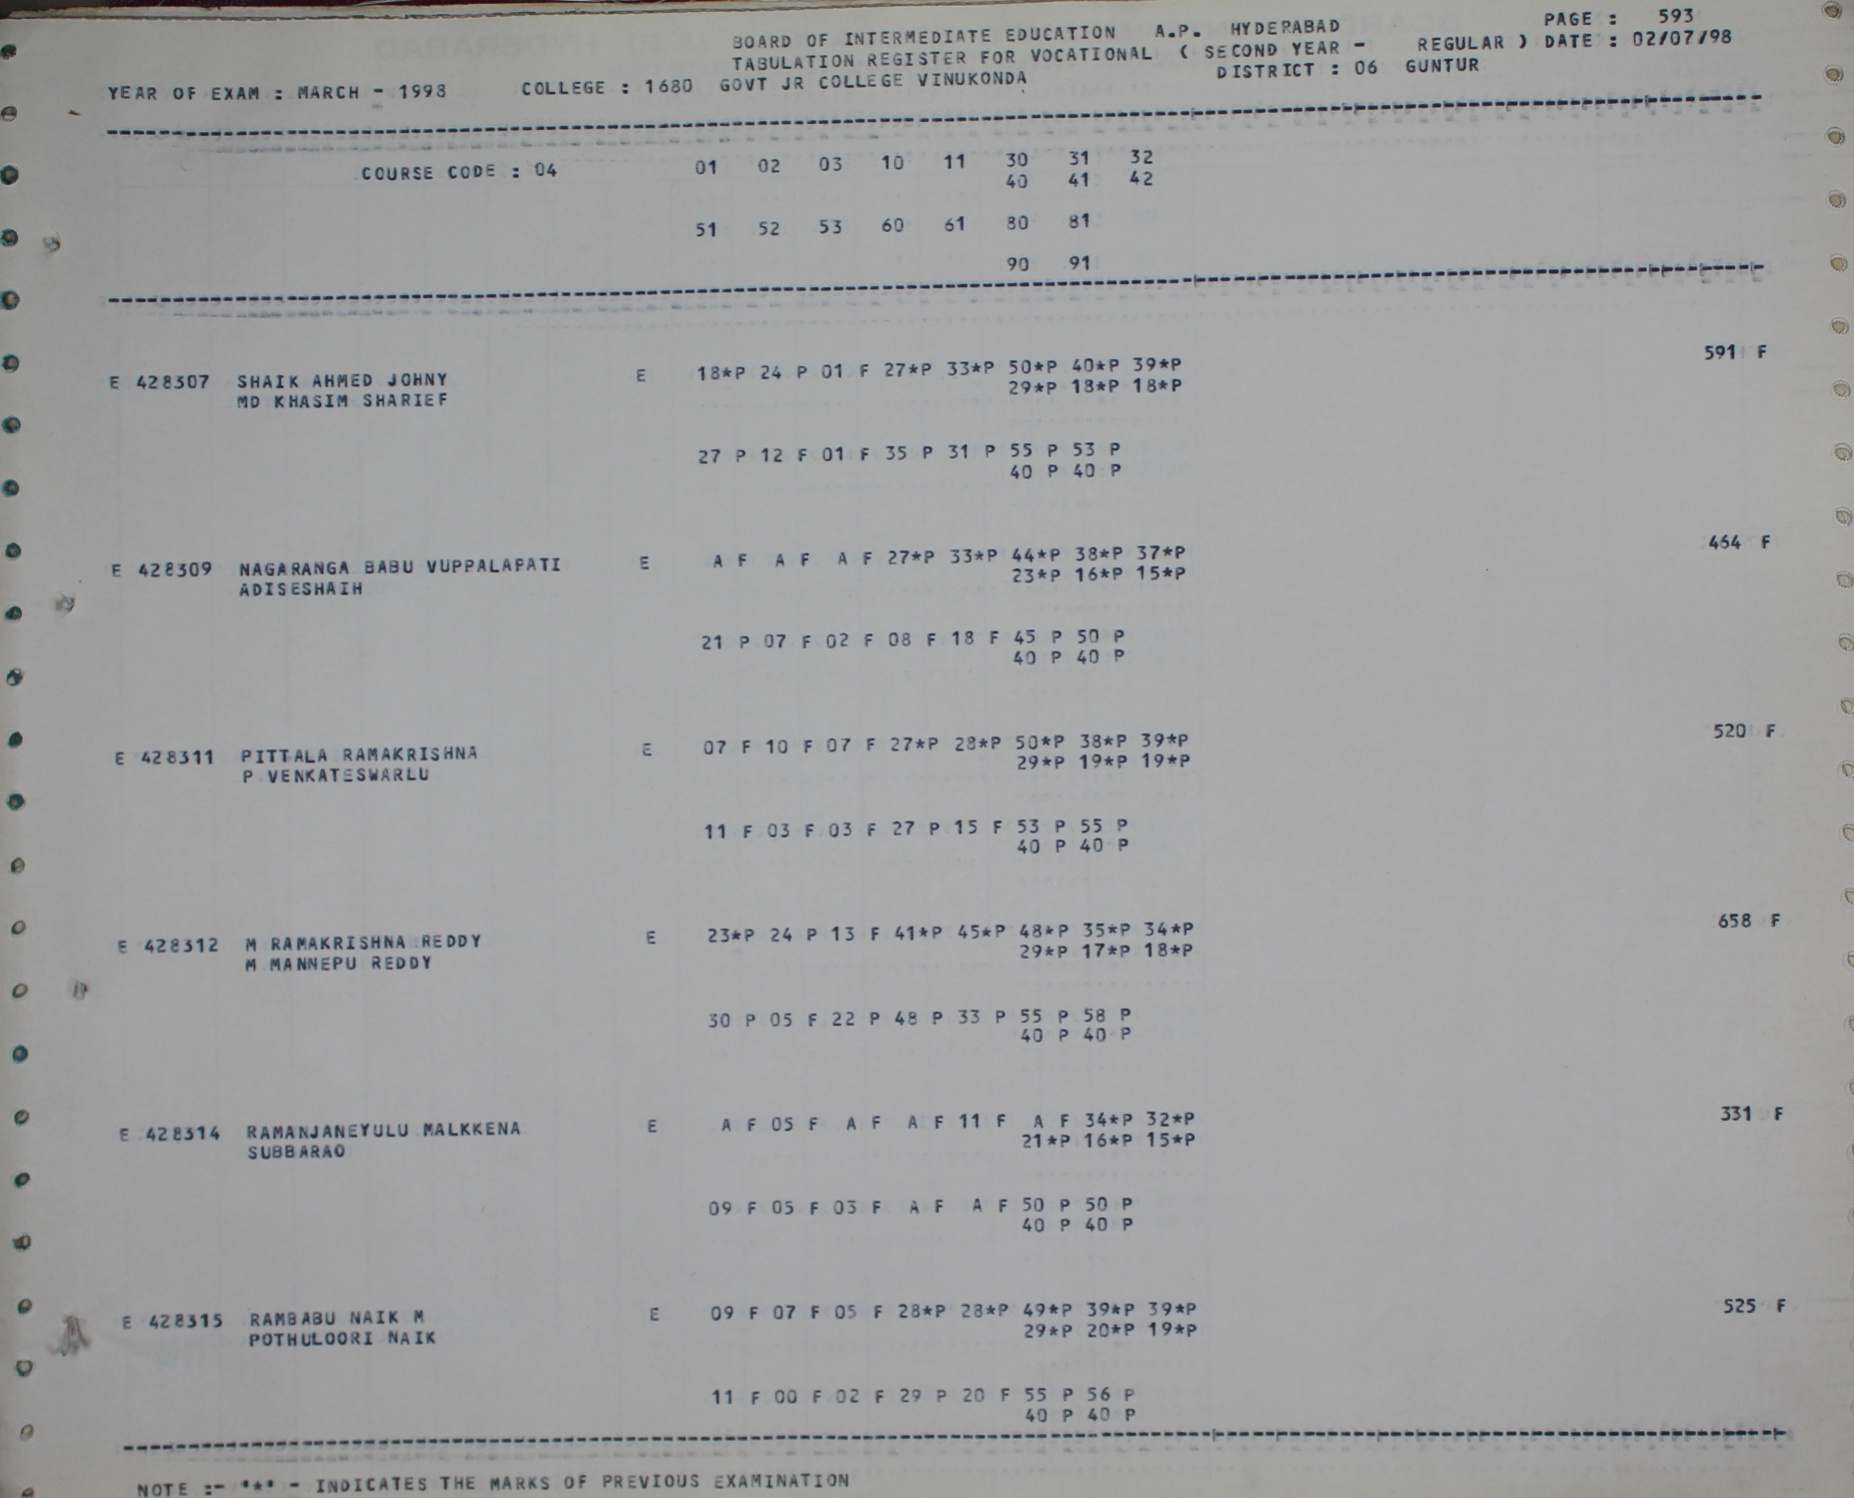 BOARD OF INTERMEDIATE EDUCATION A.P. HYDERABAD PAGE : 593
TABULATION REGISTER FOR VOCATIONAL ( SECOND YEAR - REGULAR ) DATE : 02/07/98
YEAR OF EXAM : MARCH - 1998 COLLEGE : 1680 GOVT JR COLLEGE VINUKONDA DISTRICT : 06 GUNTUR
COURSE CODE : 04 01 02 03 10 11 30 31 32
40 41 42
51 52 53 60 61 80 81
90 91
E 428307 SHAIK AHMED JOHNY E 18*P 24 P 01 F 27*P 33*P 50*P 40*P 39*P 591 F
MD KHASIM SHARIEF 29*P 18*P 18*P
27 P 12 F 01 F 35 P 31 P 55 P 53 P
40 P 40 P
E 428309 NAGARANGA BABU VUPPALAPATI E A F A F A F 27*P 33*P 44*P 38*P 37*P 464 F
ADISESHAIH 23*P 16*P 15*P
21 P 07 F 02 F 08 F 18 F 45 P 50 P
40 P 40 P
E 428311 PITTALA RAMAKRISHNA E 07 F 10 F 07 F 27*P 28*P 50*P 38*P 39*P 520 F
P VENKATESWARLU 29*P 19*P 19*P
11 F 03 F 03 F 27 P 15 F 53 P 55 P
40 P 40 P
E 428312 M RAMAKRISHNA REDDY E 23*P 24 P 13 F 41*P 45*P 48*P 35*P 34*P 658 F
M MANNEPU REDDY 29*P 17*P 18*P
30 P 05 F 22 P 48 P 33 P 55 P 58 P
40 P 40 P
E 428314 RAMANJANEYULU MALKKENA E A F 05 F A F A F 11 F A F 34*P 32*P 331 F
SUBBARAO 21*P 16*P 15*P
09 F 05 F 03 F A F A F 50 P 50 P
40 P 40 P
E 428315 RAMBABU NAIK M E 09 F 07 F 05 F 28*P 28*P 49*P 39*P 39*P 525 F
POTHULOORI NAIK 29*P 20*P 19*P
11 F 00 F 02 F 29 P 20 F 55 P 56 P
40 P 40 P
NOTE :- "*" - INDICATES THE MARKS OF PREVIOUS EXAMINATION